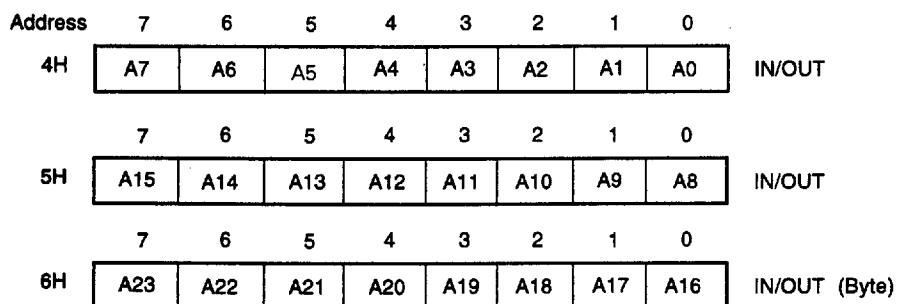 Address 7 6 5 4 3 2 1 0
4H A7 A6 A5 A4 A3 A2 A1 A0 IN/OUT
7 6 5 4 3 2 1 0
5H A15 A14 A13 A12 A11 A10 A9 A8 IN/OUT
7 6 5 4 3 2 1 0
6H A23 A22 A21 A20 A19 A18 A17 A16 IN/OUT (Byte)